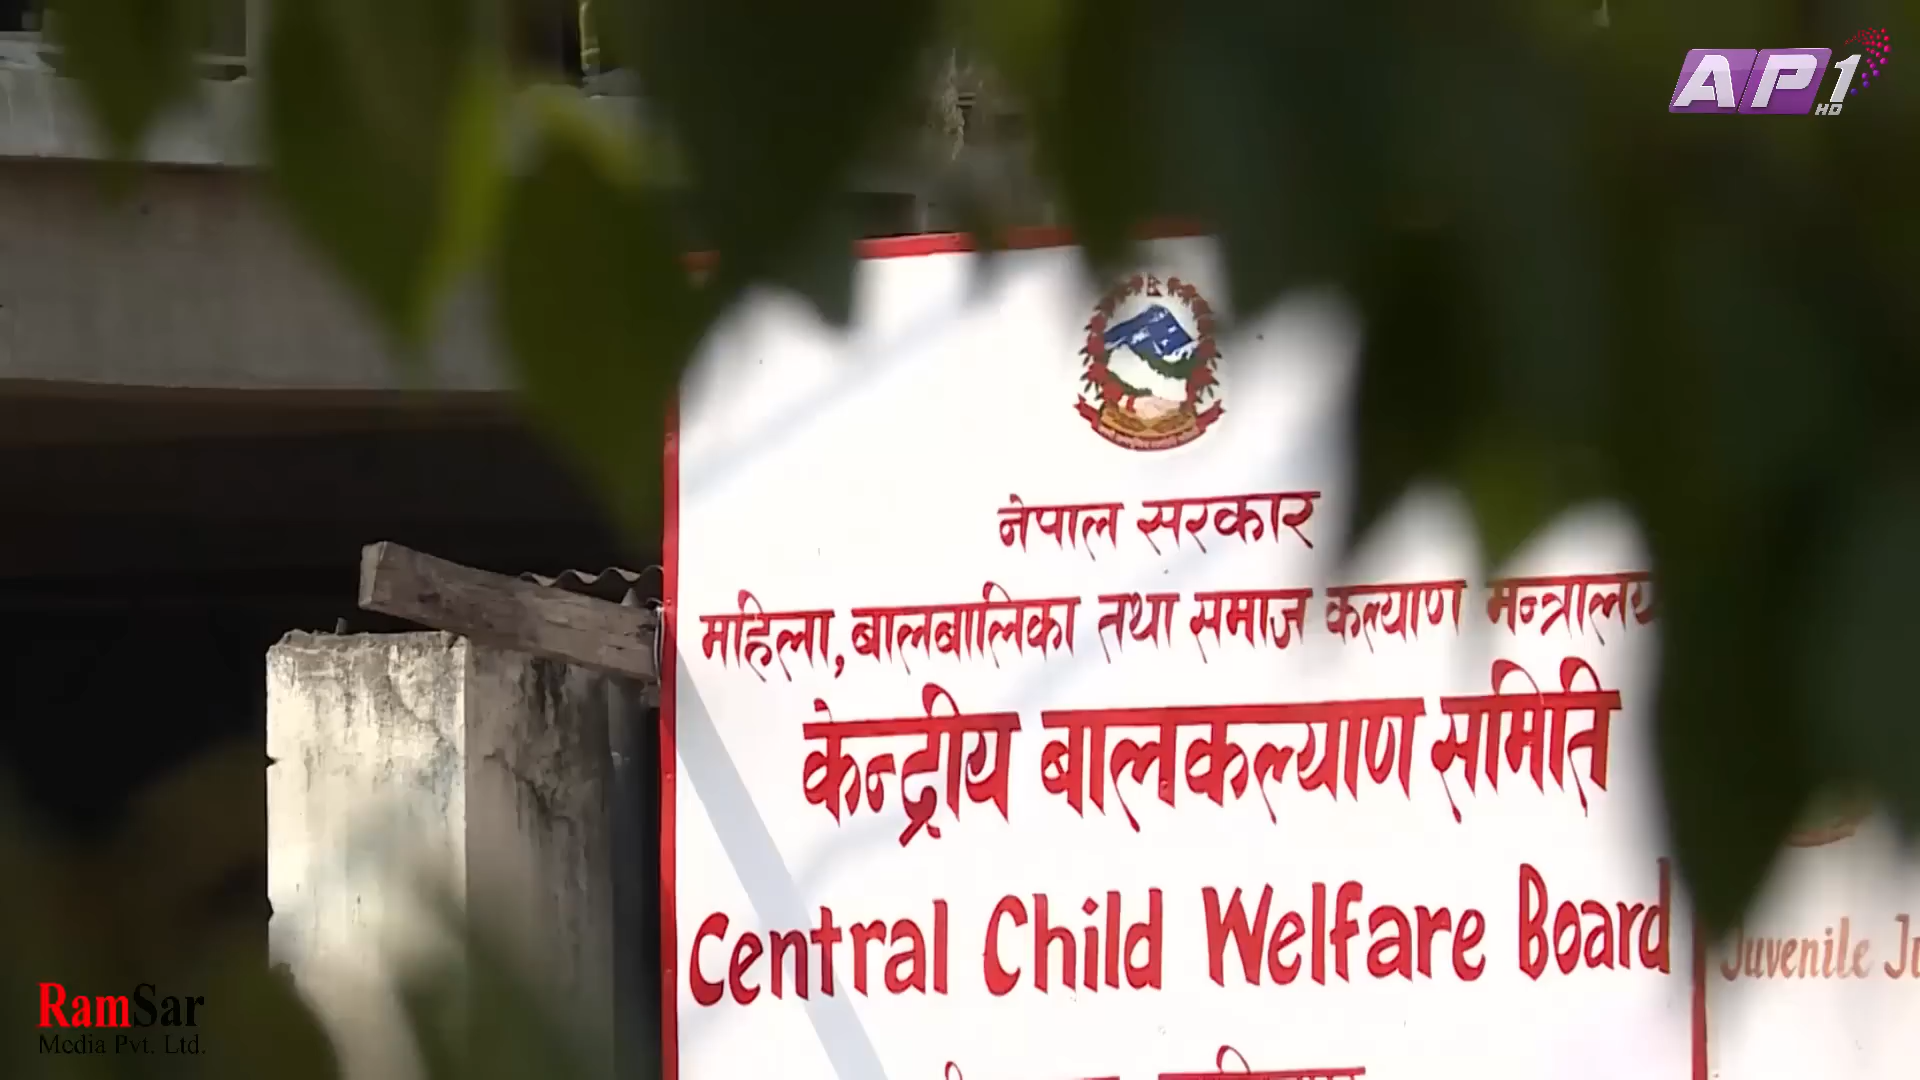 AP1
HD
नेपाल सरकार
महिला, बालबालिका तथा समाज कल्याण मन्त्रालय
केन्द्रीय बालकल्याण समिति
Central Child Welfare Board
Juvenile
RamSar
Media Pvt. Ltd.